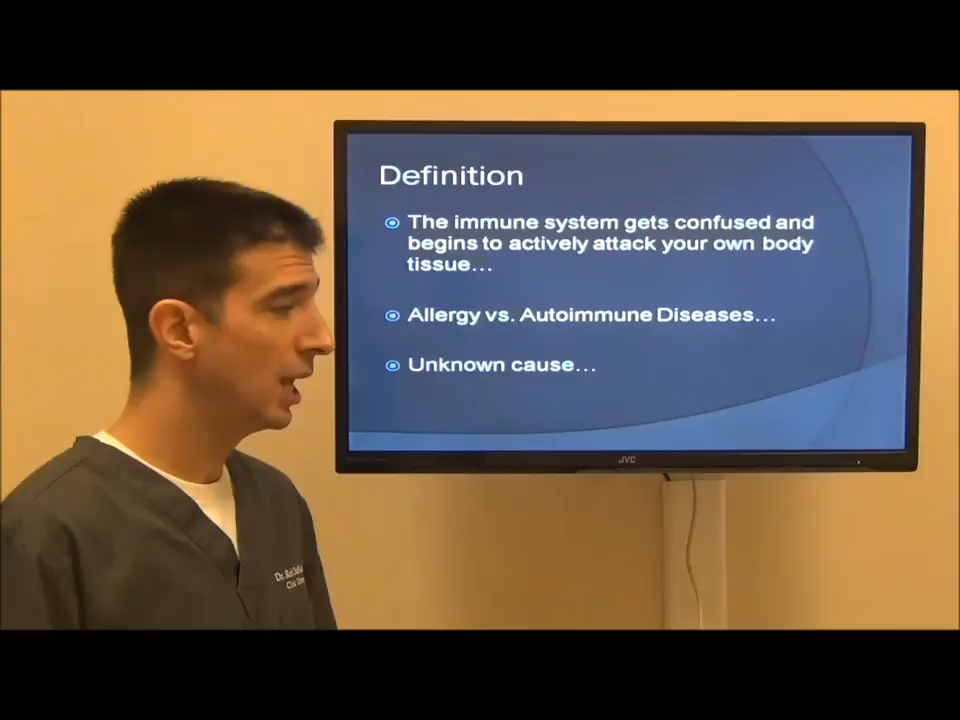 Definition
The immune system gets confused and
begins to actively attack your own body
tissue...
Allergy vs. Autoimmune Diseases...
Unknown cause...
JVC
Dr.